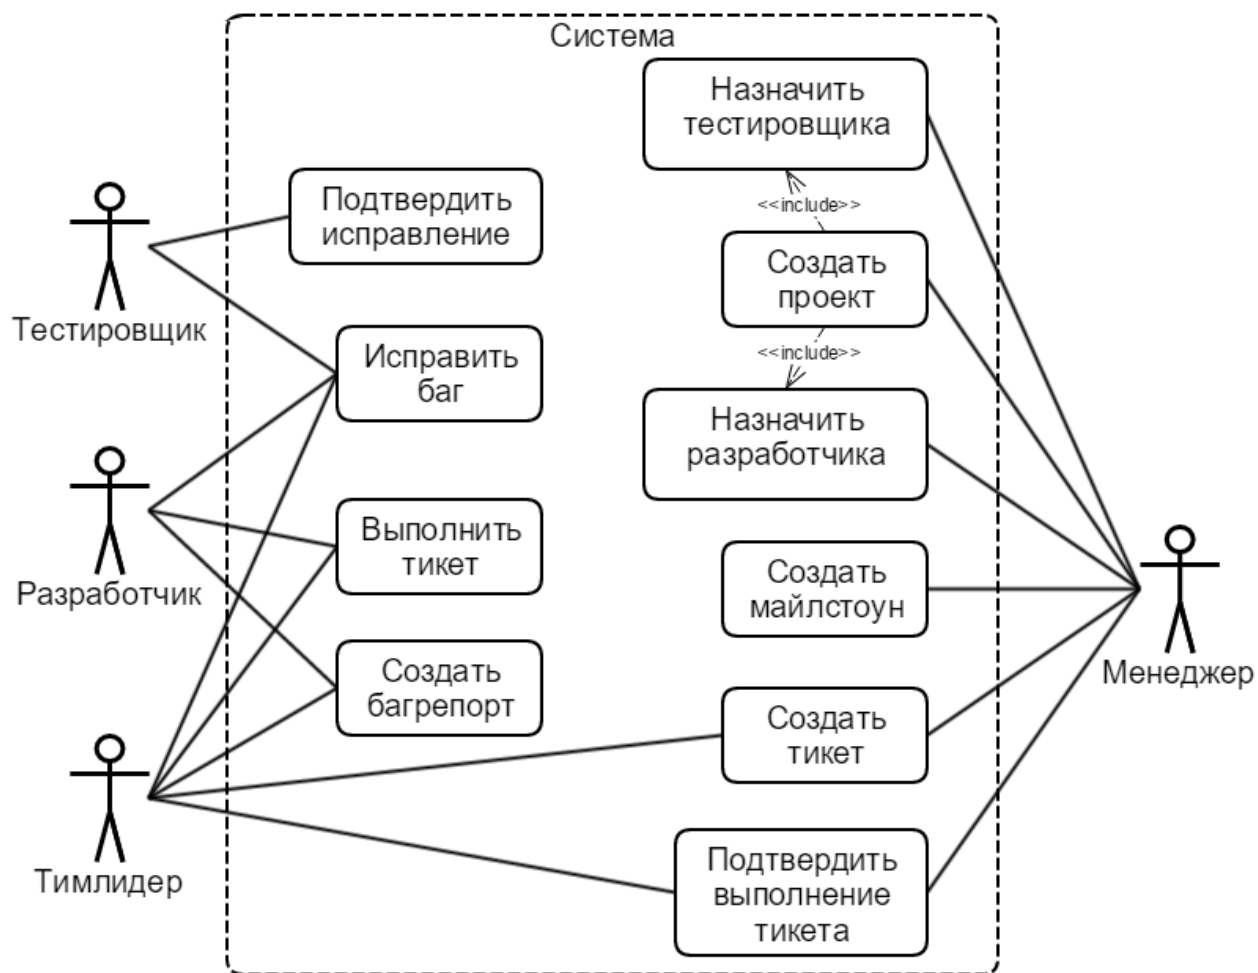 Система
Назначить
тестировщика
Подтвердить
исправление
<<include>>
Создать
проект
Тестировщик
Исправить
баг
<<include>>
Назначить
разработчика
Выполнить
тикет
Создать
майлстоун
Разработчик
Создать
багрепорт
Менеджер
Создать
тикет
Тимлидер
Подтвердить
выполнение
тикета